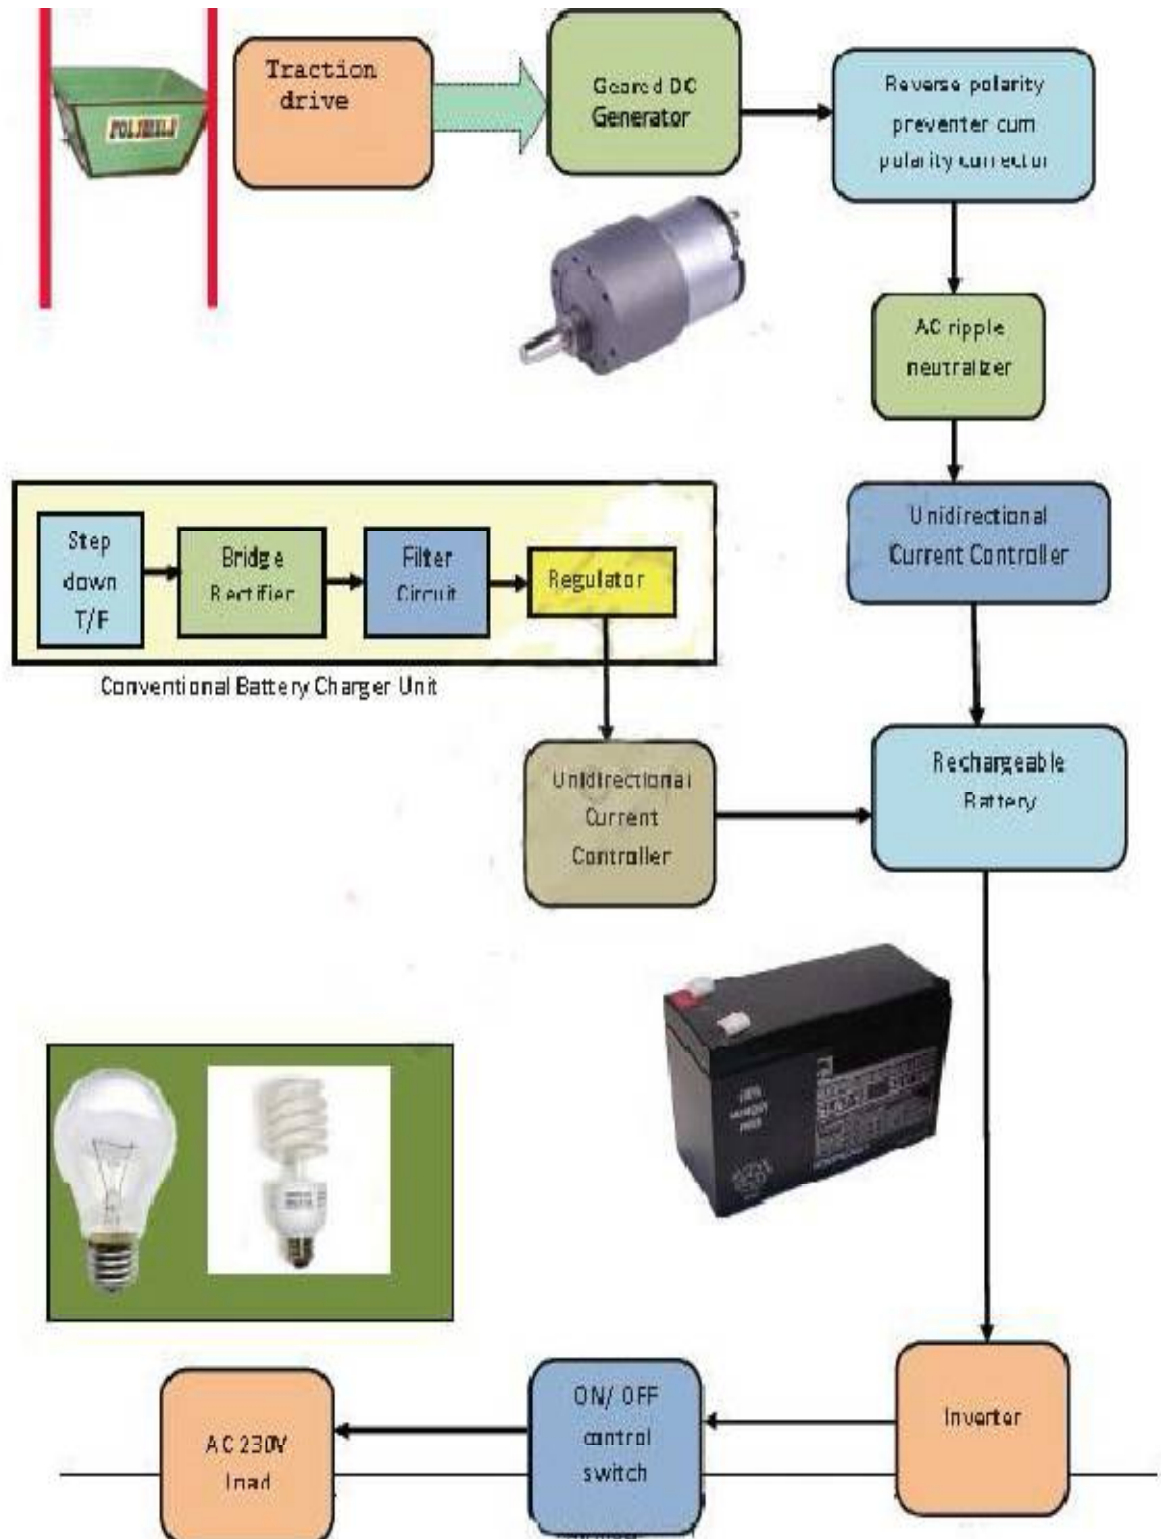 Traction
drive
Geared DC
Generator
Reverse polarity
preventer cum
polarity corrector
AC ripple
neutralizer
Unidirectional
Current Controller
Step
down
T/F
Bridge
Rectifier
Filter
Circuit
Regulator
Conventional Battery Charger Unit
Unidirectional
Current
Controller
Rechargeable
Battery
Inverter
ON/ OFF
control
switch
AC 230V
load